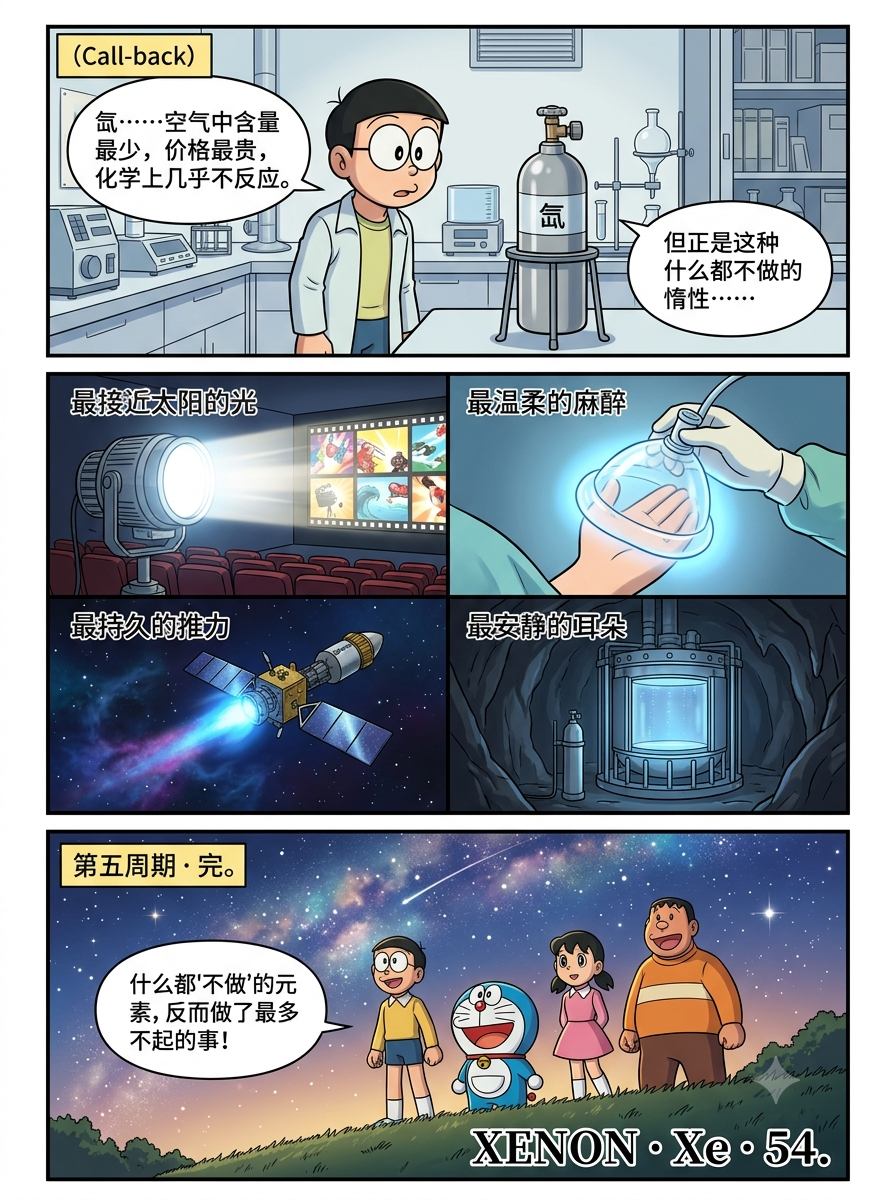 （Call-back）
氙……空气中含量
最少，价格最贵，
化学上几乎不反应。
氙
但正是这种
什么都不做的
惰性……
最接近太阳的光
最温柔的麻醉
最持久的推力
最安静的耳朵
第五周期 · 完。
什么都'不做'的元
素，反而做了最多
不起的事！
XENON · Xe · 54.